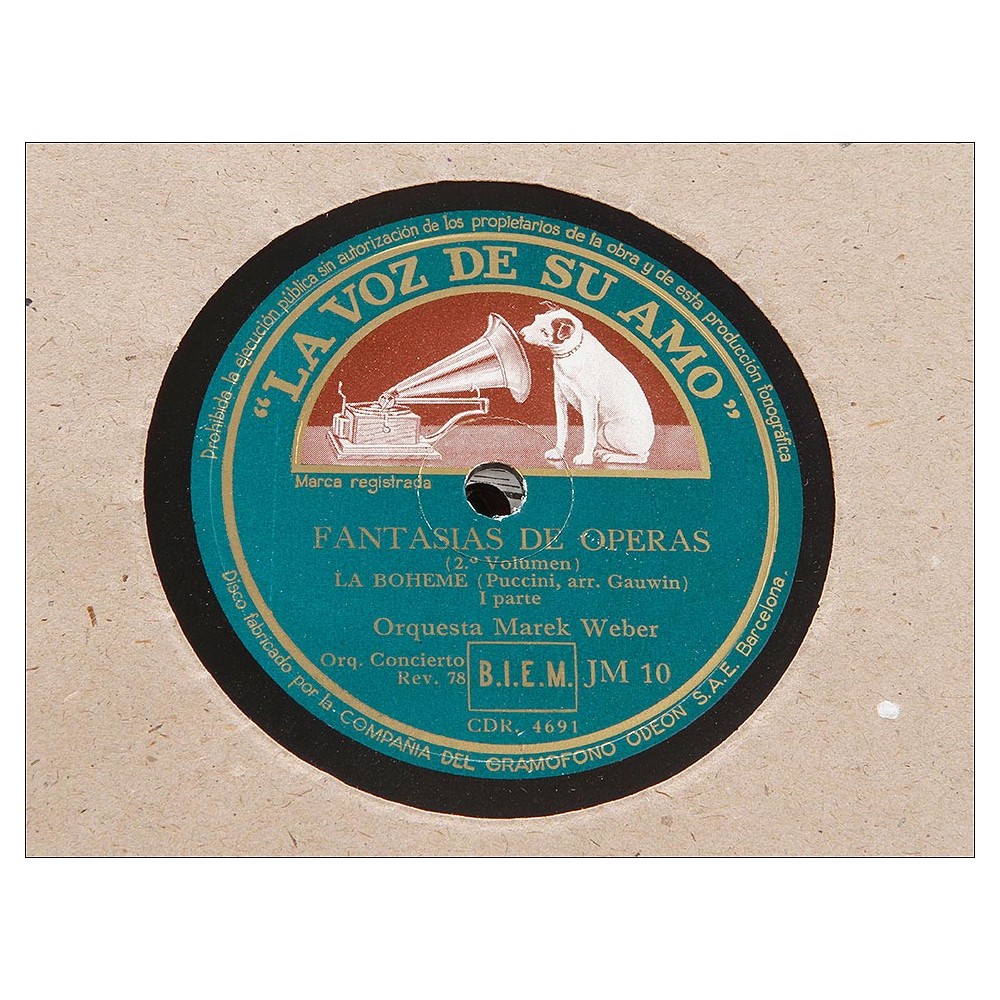 Prohibida la ejecución pública sin autorización de los propietarios de la obra y de esta producción fonográfica
"LA VOZ DE SU AMO"
Marca registrada
FANTASIAS DE OPERAS
(2.º Volumen)
LA BOHEME (Puccini, arr. Gauwin)
I parte
Orquesta Marek Weber
Orq. Concierto
Rev. 78
B.I.E.M.
JM 10
CDR. 4691
Disco fabricado por la COMPAÑIA DEL GRAMOFONO ODEON S.A.E. Barcelona.